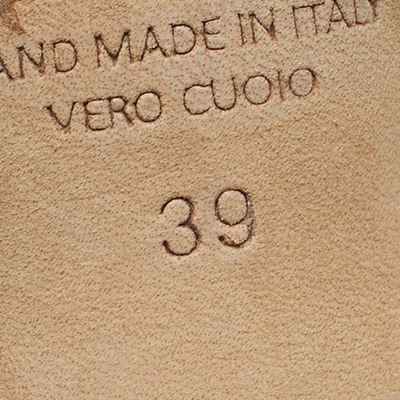 AND MADE IN ITALY
VERO CUOIO
39